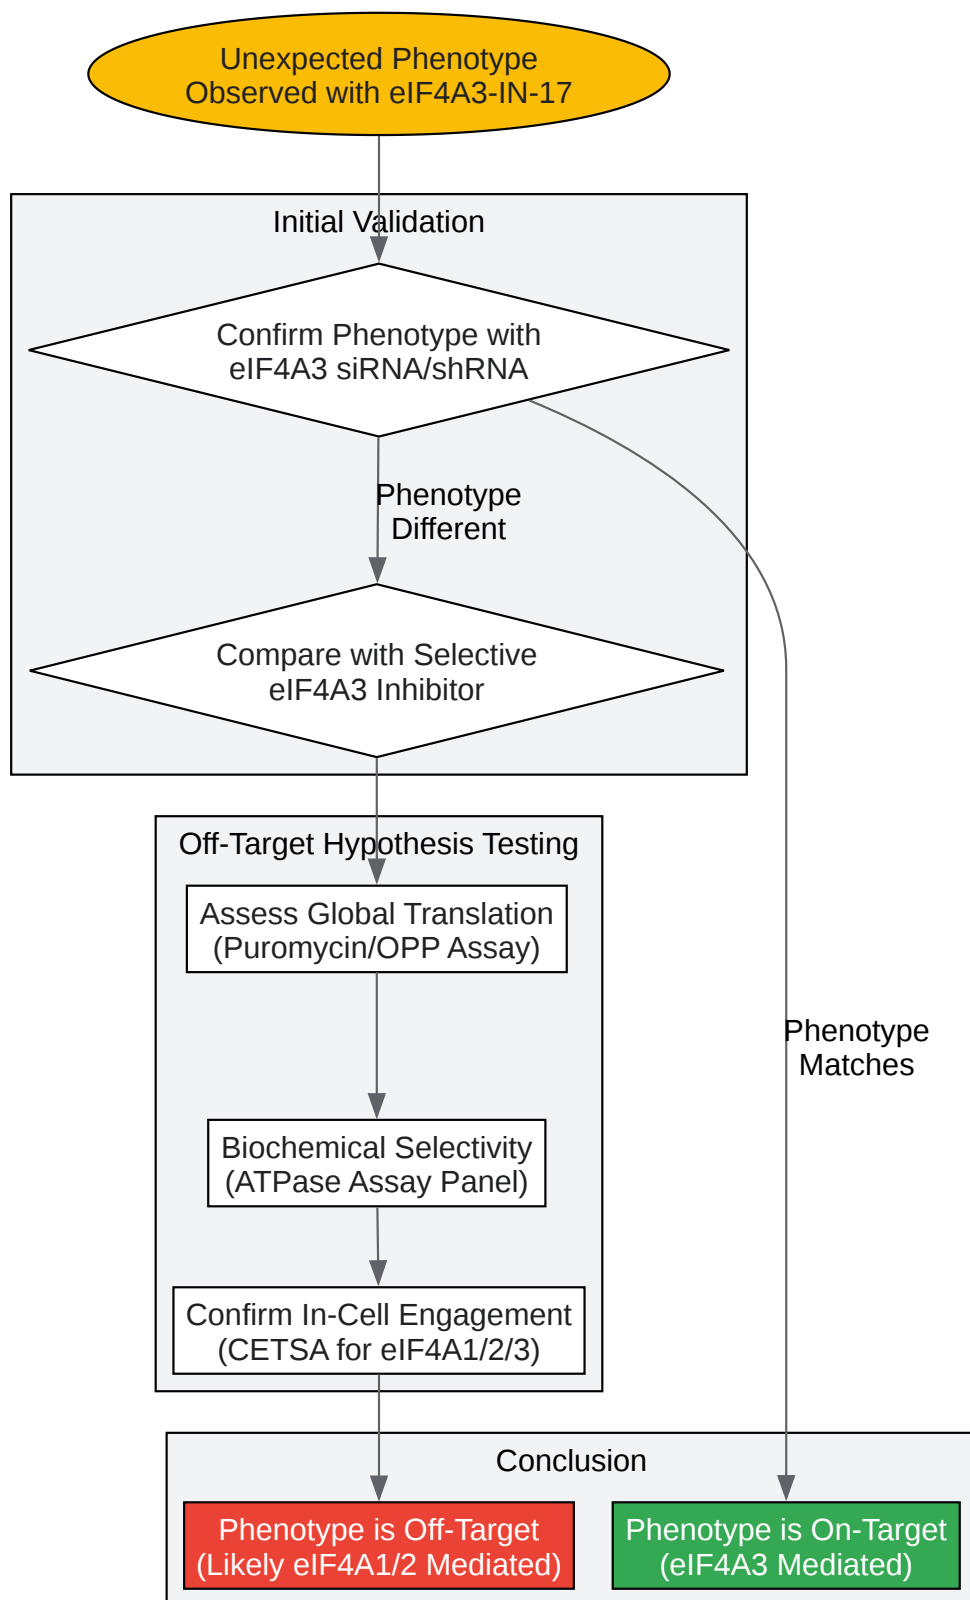 Unexpected Phenotype
Observed with eIF4A3-IN-17
Initial Validation
Confirm Phenotype with
eIF4A3 siRNA/shRNA
Phenotype
Different
Compare with Selective
eIF4A3 Inhibitor
Off-Target Hypothesis Testing
Assess Global Translation
(Puromycin/OPP Assay)
Phenotype
Matches
Biochemical Selectivity
(ATPase Assay Panel)
Confirm In-Cell Engagement
(CETSA for eIF4A1/2/3)
Conclusion
Phenotype is Off-Target
(Likely eIF4A1/2 Mediated)
Phenotype is On-Target
(eIF4A3 Mediated)